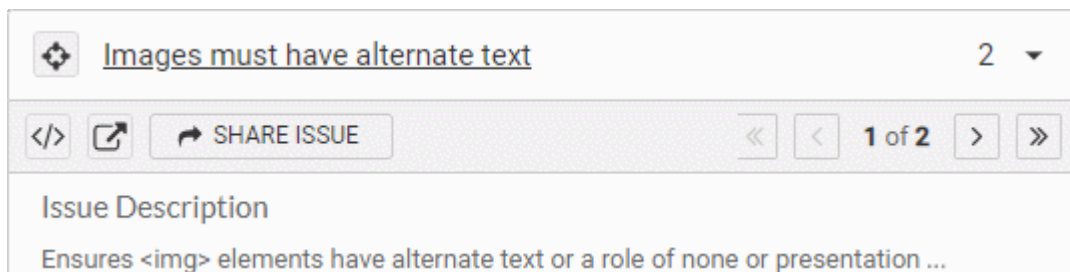 Images must have alternate text 2
</> SHARE ISSUE « < 1 of 2 > »
Issue Description
Ensures <img> elements have alternate text or a role of none or presentation ...